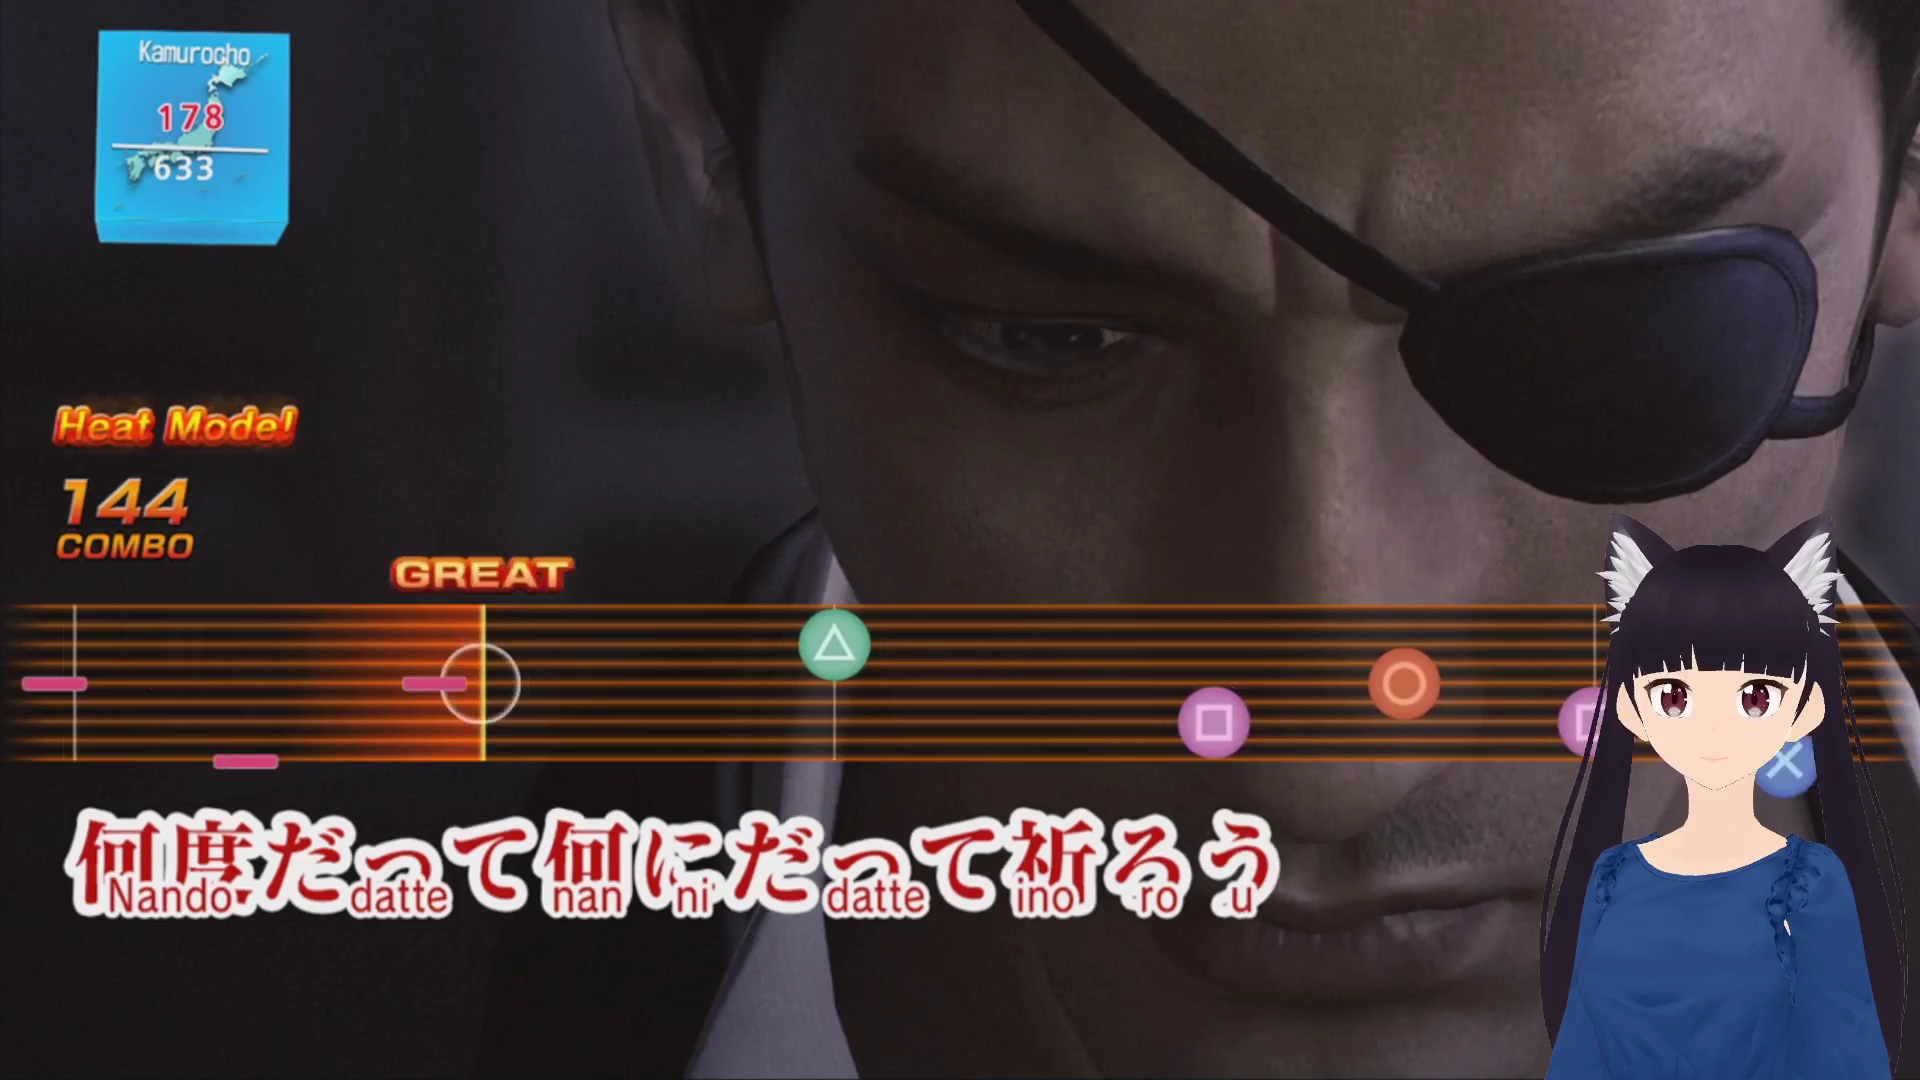 Kamurocho
178
633
Heat Mode!
144
COMBO
GREAT
何度だって何にだって祈ろう
Nando datte nan ni datte ino ro u